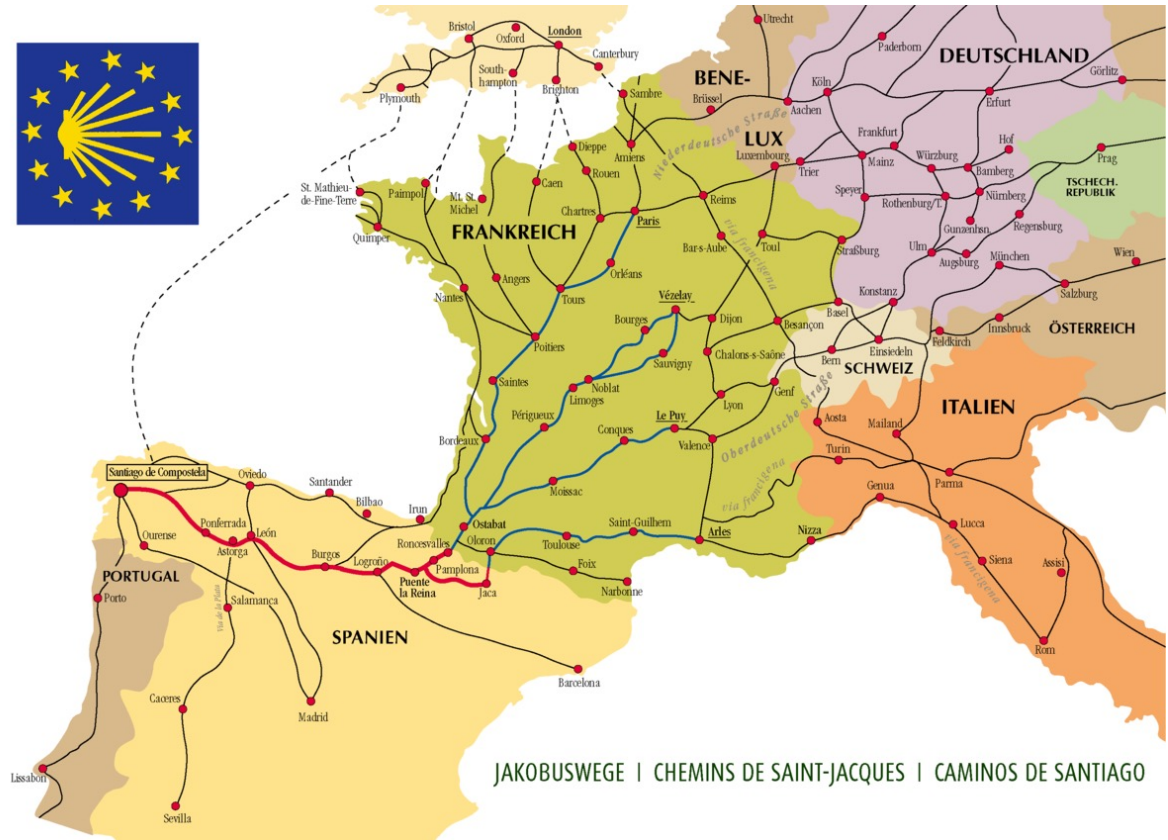 Utrecht
Bristol
Oxford
London
Canterbury
South-
hampton
Brighton
Plymouth
Sambre
BENE-
Brüssel
Paderborn
DEUTSCHLAND
Köln
Aachen
Görlitz
Erfurt
Niederdeutsche Straße
LUX
Luxembourg
Trier
Frankfurt
Mainz
Würzburg
Hof
Bamberg
Prag
TSCHECH.
REPUBLIK
Amiens
Dieppe
Rouen
Caen
St. Mathieu-
de-Fine-Terre
Paimpol
Mt. St.
Michel
Chartres
Paris
Reims
Speyer
Rothenburg/T.
Nürnberg
Gunzenhsn.
Regensburg
FRANKREICH
Quimper
Bar-s-Aube
via francigena
Toul
Straßburg
Ulm
Augsburg
München
Wien
Orléans
Angers
Nantes
Tours
Vézelay
Konstanz
Salzburg
Bourges
Dijon
Besançon
Basel
Innsbruck
ÖSTERREICH
Feldkirch
Poitiers
Sauvigny
Chalons-s-Saône
Bern
Einsiedeln
SCHWEIZ
Saintes
Noblat
Limoges
Lyon
Genf
Oberdeutsche Straße
ITALIEN
Périgueux
Le Puy
Conques
Valence
Aosta
Mailand
Bordeaux
Turin
Moissac
via francigena
Genua
Parma
Santiago de Compostela
Oviedo
Santander
Bilbao
Irun
Ostabat
Saint-Guilhem
Arles
Nizza
Lucca
Ponferrada
León
Ourense
Astorga
Burgos
Logroño
Roncesvalles
Pamplona
Oloron
Toulouse
Foix
Siena
Assisi
via francigena
PORTUGAL
Puente
la Reina
Jaca
Narbonne
Porto
Via de la Plata
Salamanca
SPANIEN
Rom
Barcelona
Caceres
Madrid
Lissabon
Sevilla
JAKOBUSWEGE | CHEMINS DE SAINT-JACQUES | CAMINOS DE SANTIAGO